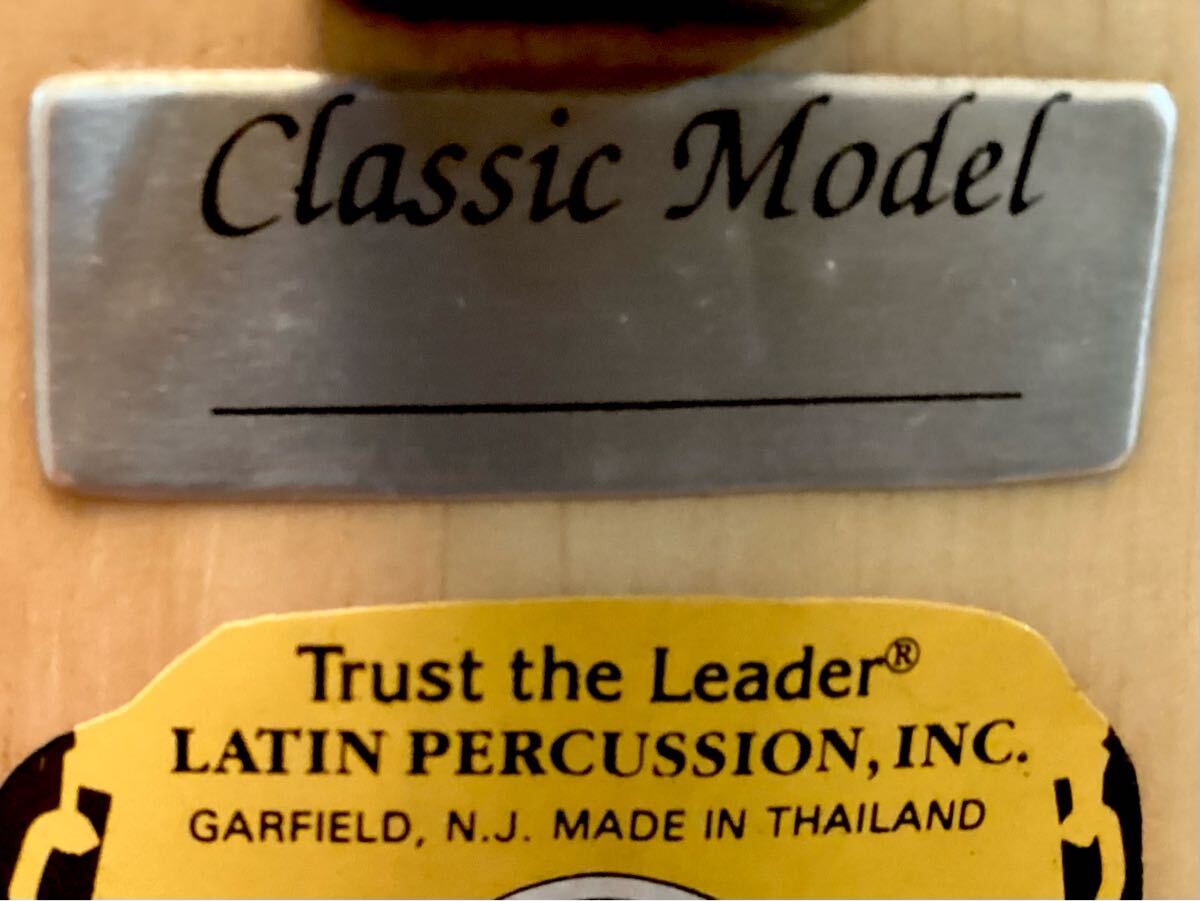 Classic Model
Trust the Leader®
LATIN PERCUSSION, INC.
GARFIELD, N.J. MADE IN THAILAND